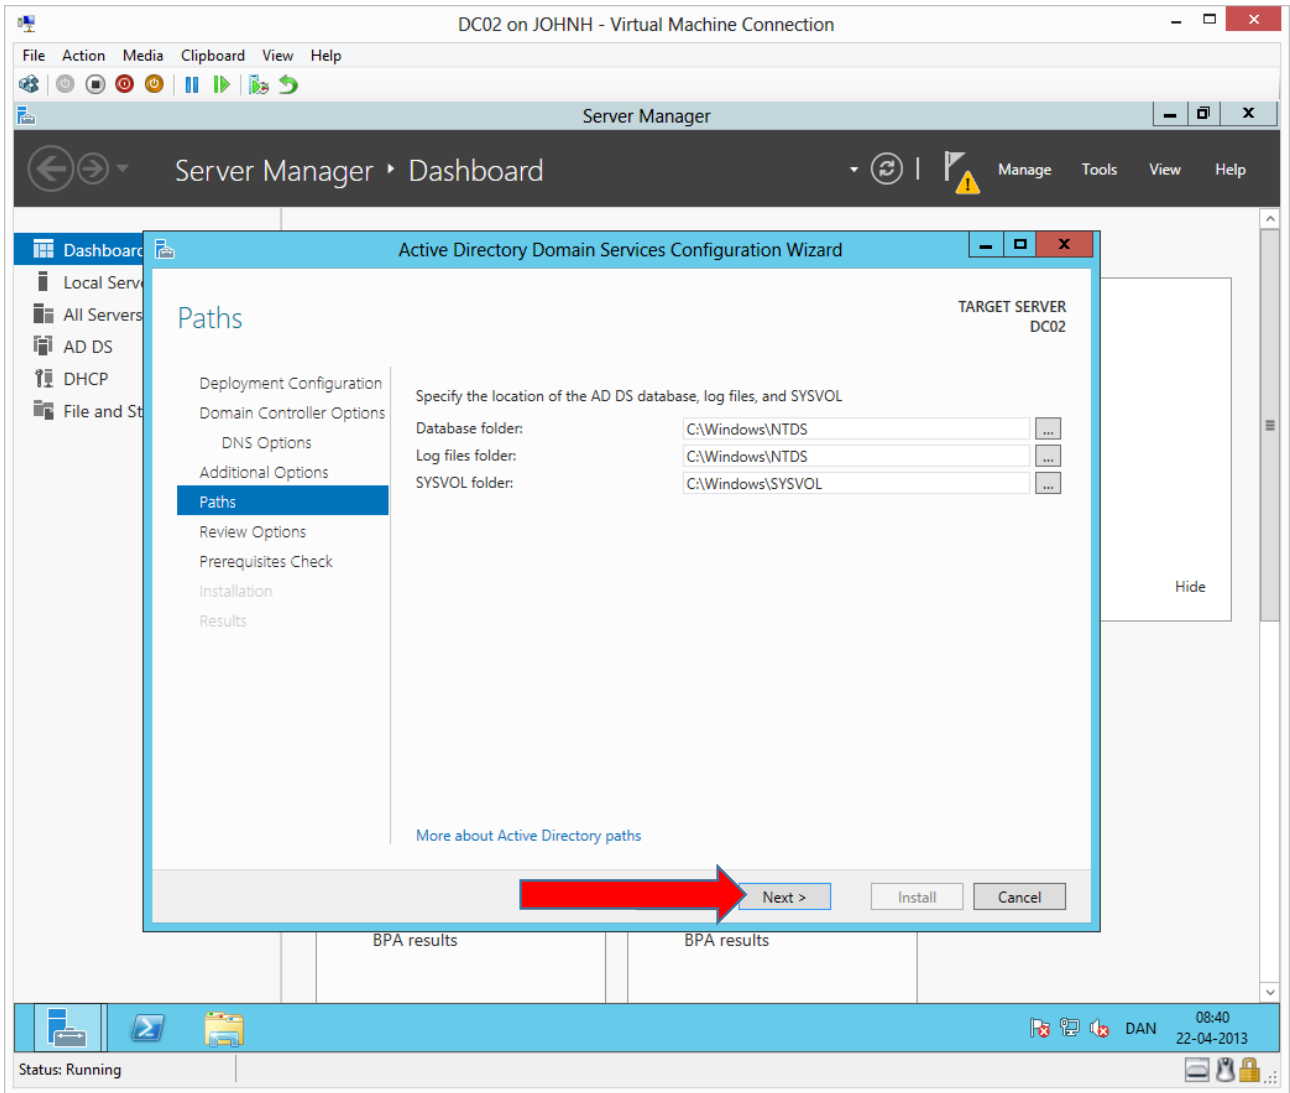 DC02 on JOHNH - Virtual Machine Connection
File Action Media Clipboard View Help
Server Manager
Server Manager ‣ Dashboard
Manage Tools View Help
Dashboard
Local Serv
All Servers
AD DS
DHCP
File and St
Active Directory Domain Services Configuration Wizard
Paths
TARGET SERVER
DC02
Deployment Configuration
Domain Controller Options
DNS Options
Additional Options
Paths
Review Options
Prerequisites Check
Installation
Results
Specify the location of the AD DS database, log files, and SYSVOL
Database folder: C:\Windows\NTDS ...
Log files folder: C:\Windows\NTDS ...
SYSVOL folder: C:\Windows\SYSVOL ...
More about Active Directory paths
Next > Install Cancel
Hide
BPA results BPA results
DAN
08:40
22-04-2013
Status: Running